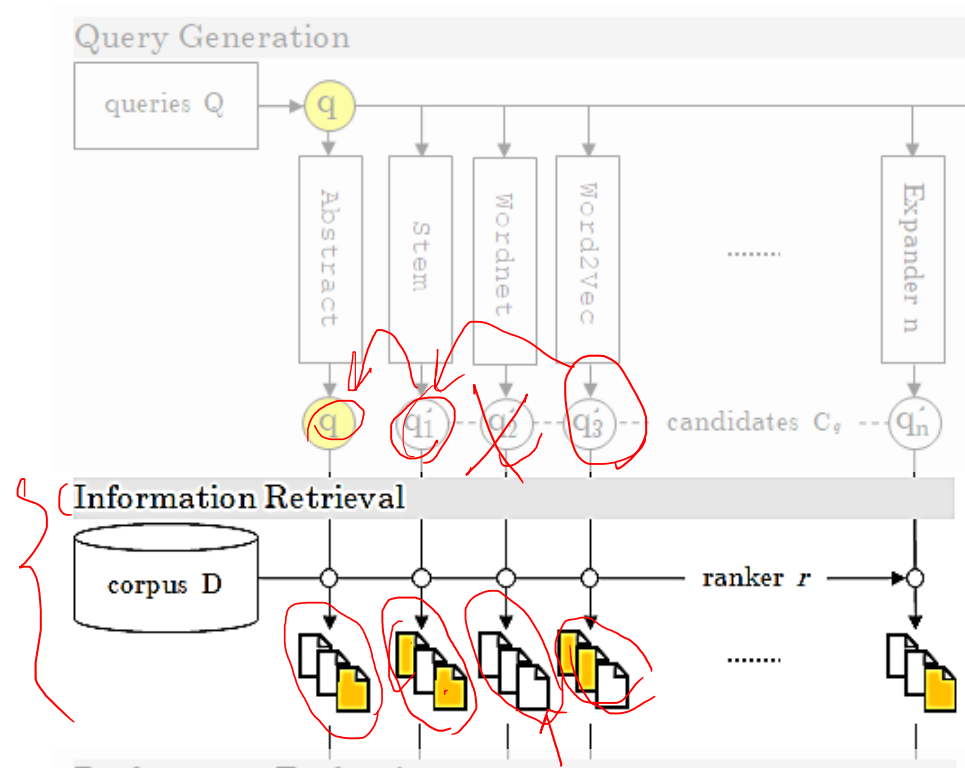 Query Generation
queries Q
q
Abstract
Stem
Wordnet
Word2Vec
Expander n
q
q′1
q′2
q′3
candidates Cq
q′n
Information Retrieval
corpus D
ranker r